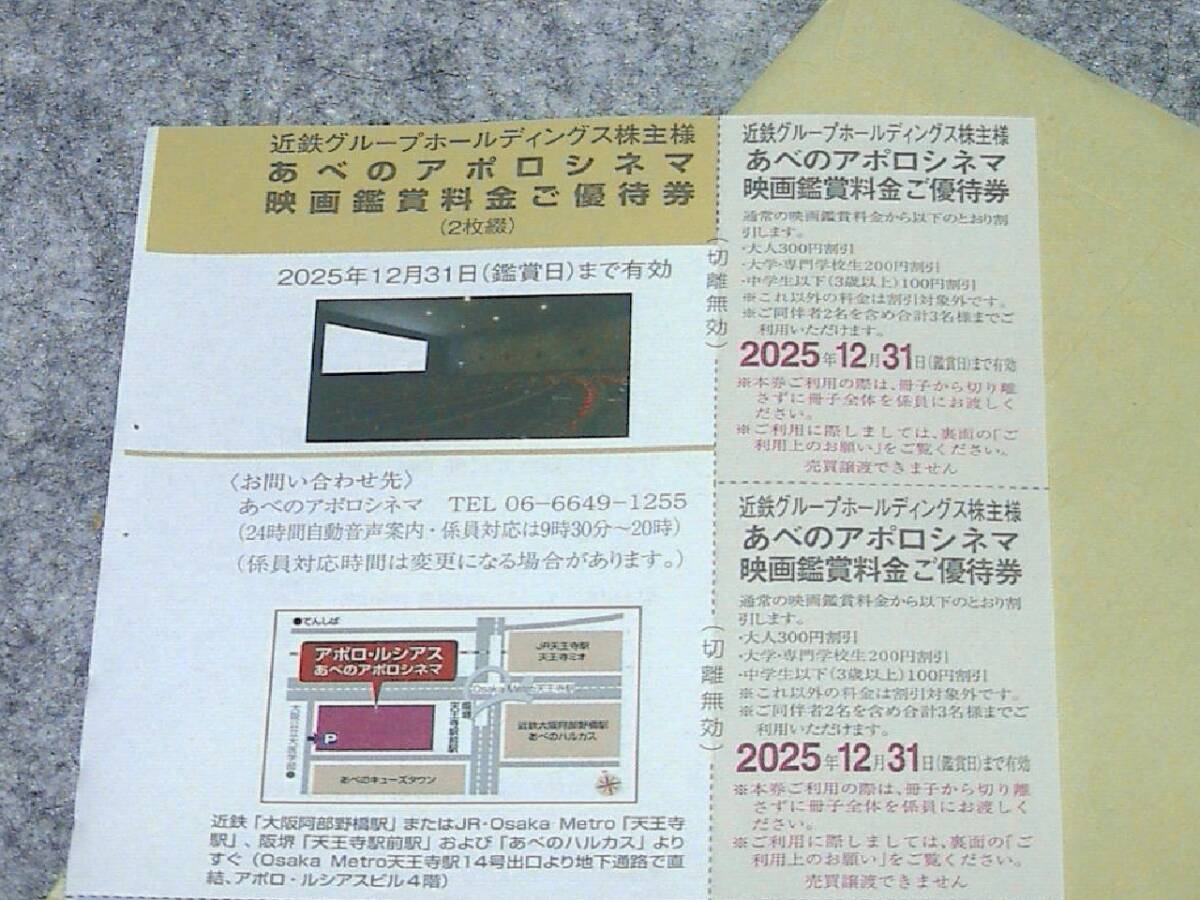 近鉄グループホールディングス株主様
あべのアポロシネマ
映画鑑賞料金ご優待券
(2枚綴)
2025年12月31日(鑑賞日)まで有効
〈お問い合わせ先〉
あべのアポロシネマ TEL 06-6649-1255
(24時間自動音声案内・係員対応は9時30分～20時)
(係員対応時間は変更になる場合があります。)
●てんしば
アポロ・ルシアス
あべのアポロシネマ
JR天王寺駅
天王寺ミオ
Osaka Metro天王寺駅
阪堺
天王寺駅前駅
近鉄大阪阿部野橋駅
あべのハルカス
P
あべのキューズタウン
近鉄「大阪阿部野橋駅」またはJR・Osaka Metro「天王寺
駅」、阪堺「天王寺駅前駅」および「あべのハルカス」より
すぐ(Osaka Metro天王寺駅14号出口より地下通路で直
結、アポロ・ルシアスビル4階)
(切離無効)
近鉄グループホールディングス株主様
あべのアポロシネマ
映画鑑賞料金ご優待券
通常の映画鑑賞料金から以下のとおり割
引します。
・大人300円割引
・大学・専門学校生200円割引
・中学生以下(3歳以上)100円割引
※これ以外の料金は割引対象外です。
※ご同伴者2名を含め合計3名様までご
利用いただけます。
2025年12月31日(鑑賞日)まで有効
※本券ご利用の際は、冊子から切り離
さずに冊子全体を係員にお渡しく
ださい。
※ご利用に際しましては、裏面の「ご
利用上のお願い」をご覧ください。
売買譲渡できません
(切離無効)
近鉄グループホールディングス株主様
あべのアポロシネマ
映画鑑賞料金ご優待券
通常の映画鑑賞料金から以下のとおり割
引します。
・大人300円割引
・大学・専門学校生200円割引
・中学生以下(3歳以上)100円割引
※これ以外の料金は割引対象外です。
※ご同伴者2名を含め合計3名様までご
利用いただけます。
2025年12月31日(鑑賞日)まで有効
※本券ご利用の際は、冊子から切り離
さずに冊子全体を係員にお渡しく
ださい。
※ご利用に際しましては、裏面の「ご
利用上のお願い」をご覧ください。
売買譲渡できません